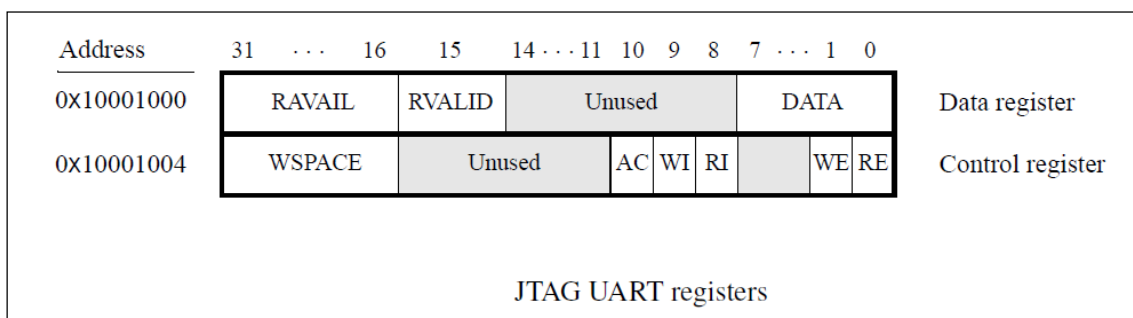 Address 31 · · · 16 15 14 · · · 11 10 9 8 7 · · · 1 0
0x10001000 RAVAIL RVALID Unused DATA Data register
0x10001004 WSPACE Unused AC WI RI WE RE Control register
JTAG UART registers